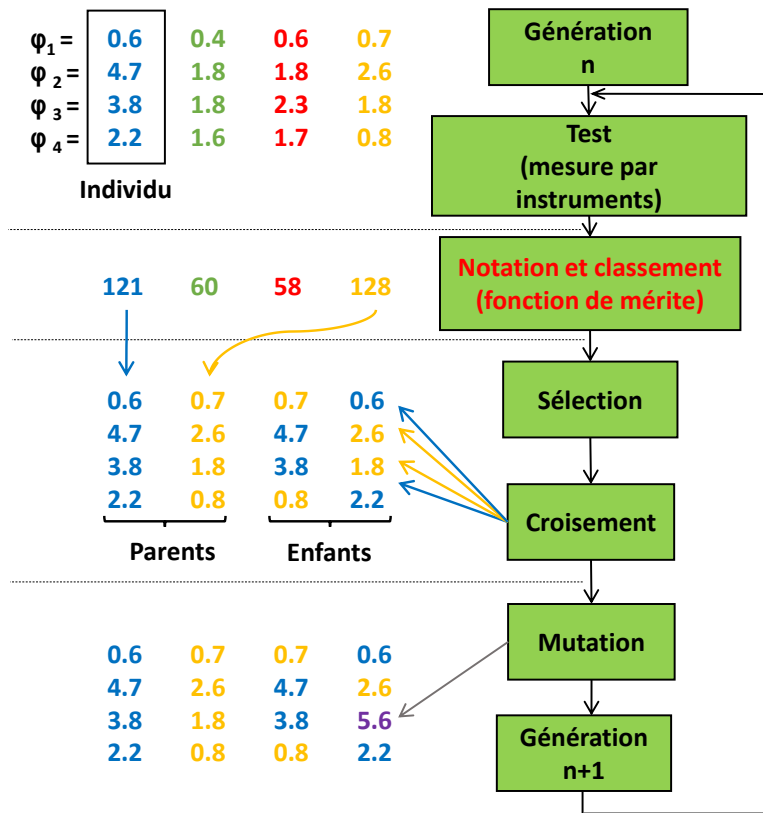 φ1 = 0.6 0.4 0.6 0.7
φ 2 = 4.7 1.8 1.8 2.6
φ 3 = 3.8 1.8 2.3 1.8
φ 4 = 2.2 1.6 1.7 0.8
Individu
Génération
n
Test
(mesure par
instruments)
Notation et classement
(fonction de mérite)
121 60 58 128
Sélection
0.6 0.7 0.7 0.6
4.7 2.6 4.7 2.6
3.8 1.8 3.8 1.8
2.2 0.8 0.8 2.2
Parents Enfants
Croisement
Mutation
0.6 0.7 0.7 0.6
4.7 2.6 4.7 2.6
3.8 1.8 3.8 5.6
2.2 0.8 0.8 2.2
Génération
n+1